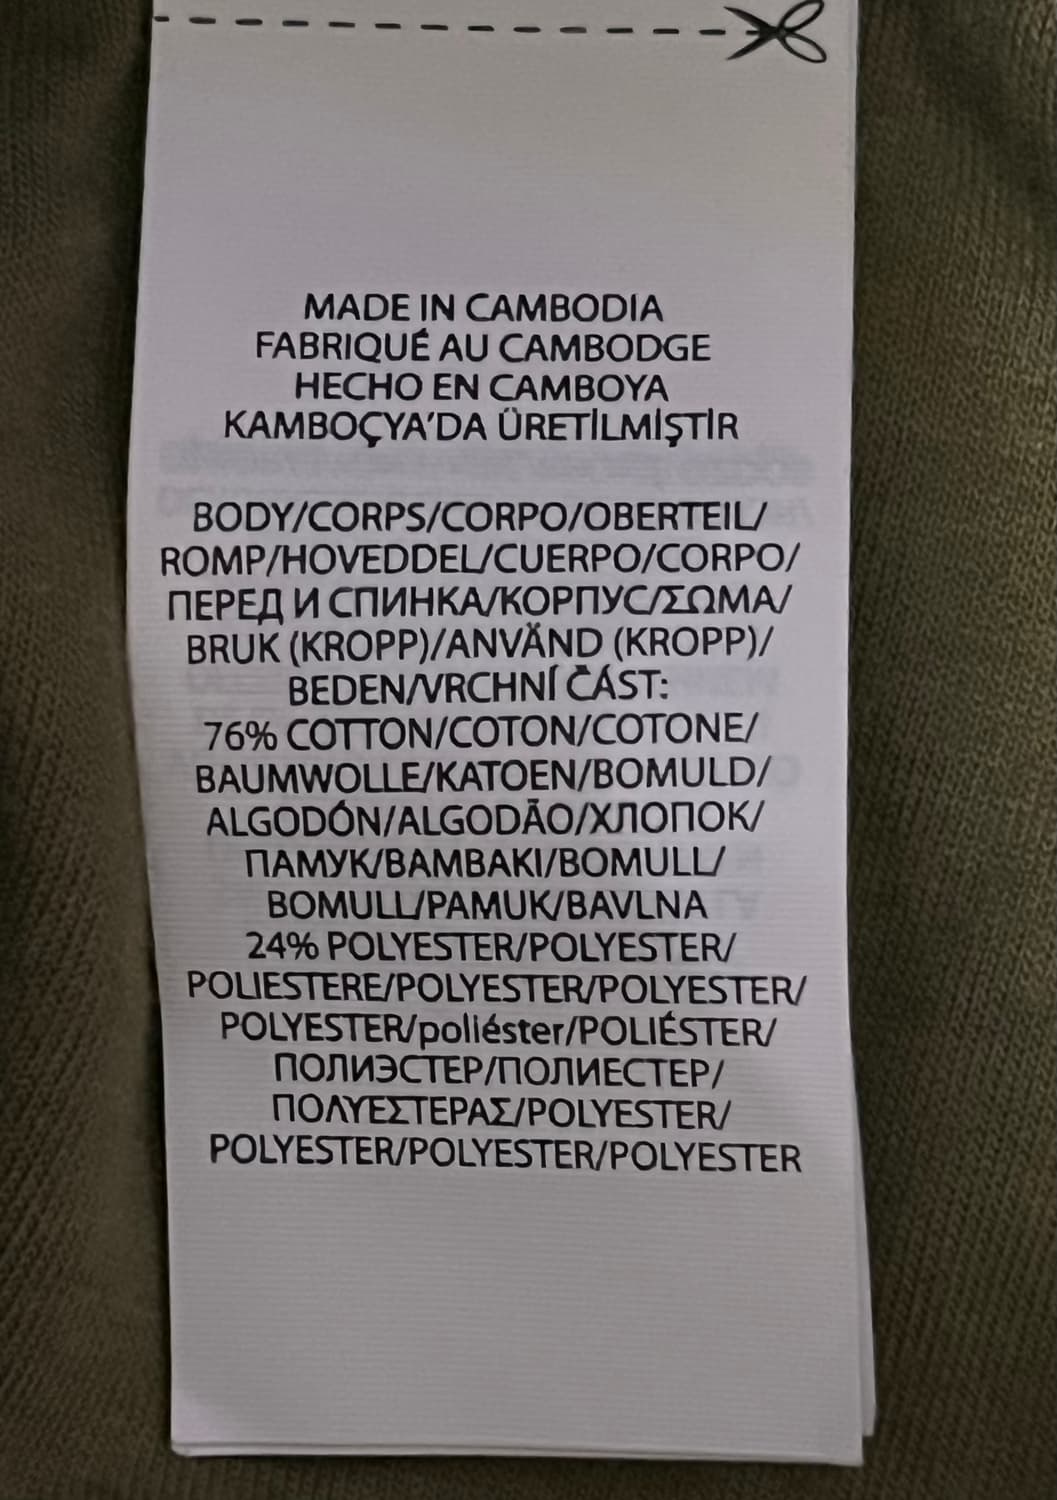 MADE IN CAMBODIA
FABRIQUÉ AU CAMBODGE
HECHO EN CAMBOYA
KAMBOÇYA'DA ÜRETİLMİŞTİR
BODY/CORPS/CORPO/OBERTEIL/
ROMP/HOVEDDEL/CUERPO/CORPO/
ПЕРЕД И СПИНКА/КОРПУС/ΣΩΜΑ/
BRUK (KROPP)/ANVÄND (KROPP)/
BEDEN/VRCHNÍ ČÁST:
76% COTTON/COTON/COTONE/
BAUMWOLLE/KATOEN/BOMULD/
ALGODÓN/ALGODÃO/ХЛОПОК/
ПАМУК/ΒΑΜΒΑΚΙ/BOMULL/
BOMULL/PAMUK/BAVLNA
24% POLYESTER/POLYESTER/
POLIESTERE/POLYESTER/POLYESTER/
POLYESTER/poliéster/POLIÉSTER/
ПОЛИЭСТЕР/ПОЛИЕСТЕР/
ΠΟΛΥΕΣΤΕΡΑΣ/POLYESTER/
POLYESTER/POLYESTER/POLYESTER